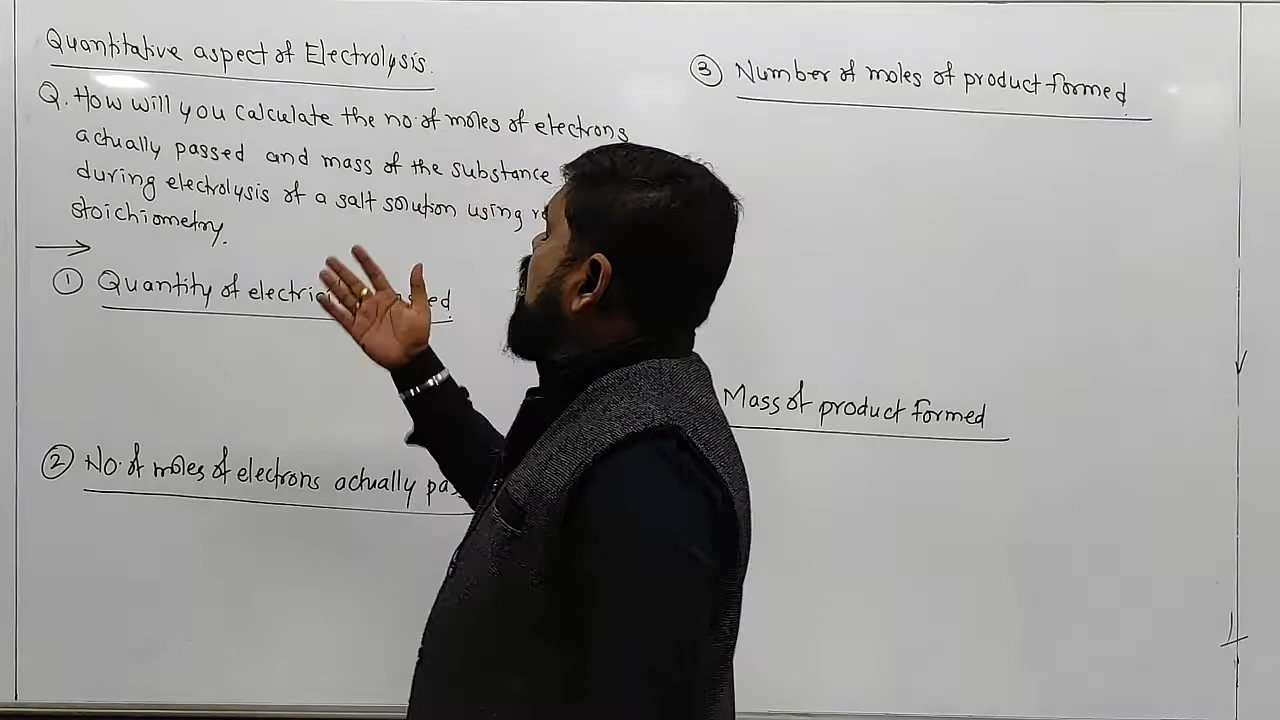 Quantitative aspect of Electrolysis.
Q. How will you calculate the no. of moles of electrons
actually passed and mass of the substance
during electrolysis of a salt solution using
stoichiometry.
① Quantity of
② No. of moles of electrons actually
③ Number of moles of product formed
Mass of product formed